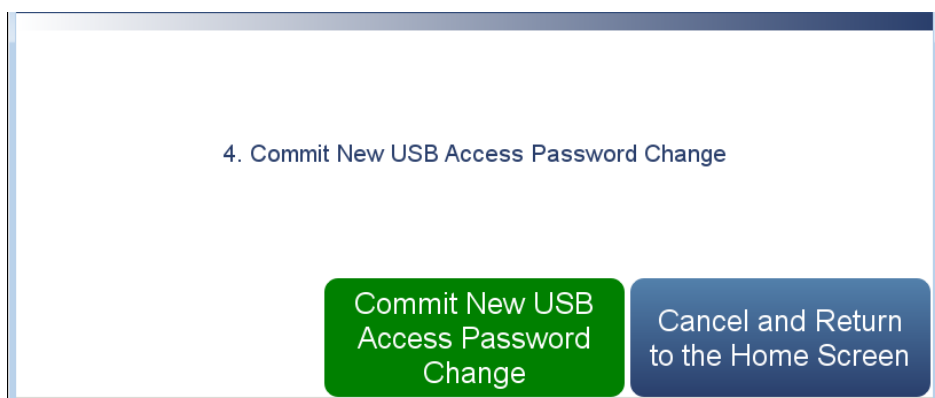 4. Commit New USB Access Password Change
Commit New USB
Access Password
Change
Cancel and Return
to the Home Screen